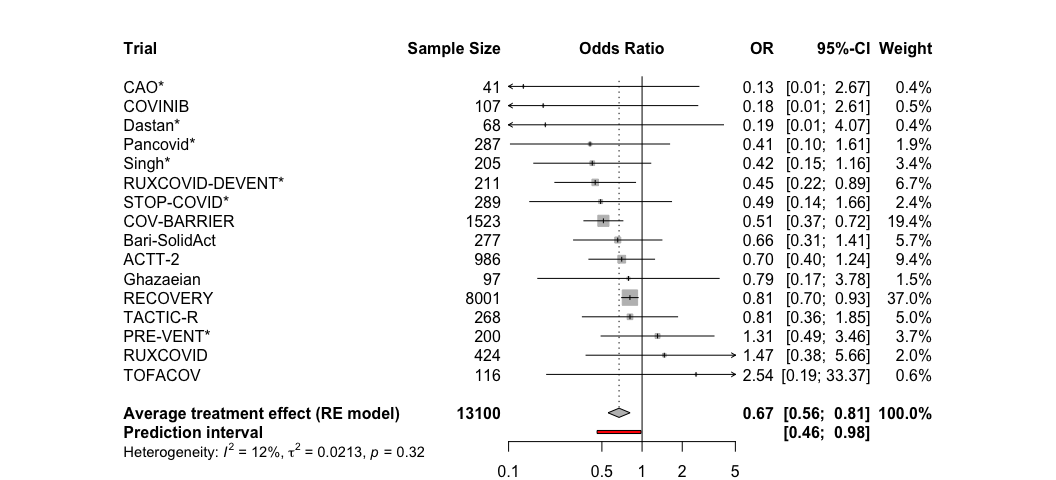 Trial Sample Size Odds Ratio OR 95%-CI Weight
CAO* 41 0.13 [0.01; 2.67] 0.4%
COVINIB 107 0.18 [0.01; 2.61] 0.5%
Dastan* 68 0.19 [0.01; 4.07] 0.4%
Pancovid* 287 0.41 [0.10; 1.61] 1.9%
Singh* 205 0.42 [0.15; 1.16] 3.4%
RUXCOVID-DEVENT* 211 0.45 [0.22; 0.89] 6.7%
STOP-COVID* 289 0.49 [0.14; 1.66] 2.4%
COV-BARRIER 1523 0.51 [0.37; 0.72] 19.4%
Bari-SolidAct 277 0.66 [0.31; 1.41] 5.7%
ACTT-2 986 0.70 [0.40; 1.24] 9.4%
Ghazaeian 97 0.79 [0.17; 3.78] 1.5%
RECOVERY 8001 0.81 [0.70; 0.93] 37.0%
TACTIC-R 268 0.81 [0.36; 1.85] 5.0%
PRE-VENT* 200 1.31 [0.49; 3.46] 3.7%
RUXCOVID 424 1.47 [0.38; 5.66] 2.0%
TOFACOV 116 2.54 [0.19; 33.37] 0.6%
Average treatment effect (RE model) 13100 0.67 [0.56; 0.81] 100.0%
Prediction interval [0.46; 0.98]
Heterogeneity: I² = 12%, τ² = 0.0213, p = 0.32
0.1 0.5 1 2 5